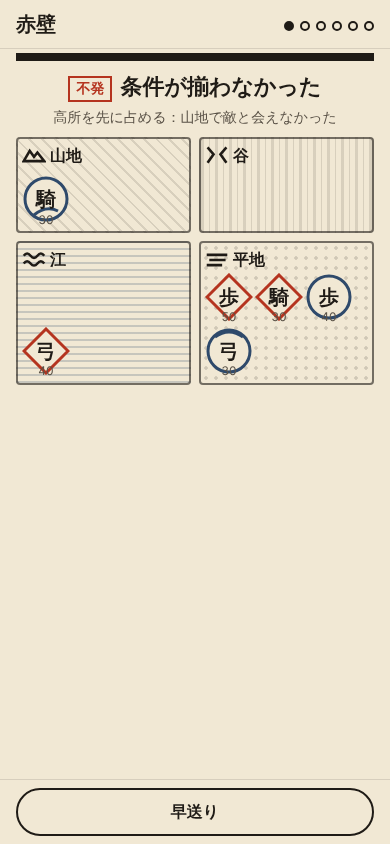 赤壁
不発 条件が揃わなかった
高所を先に占める：山地で敵と会えなかった
山地
騎
30
谷
江
弓
40
平地
歩 騎 歩
50 30 40
弓
30
早送り